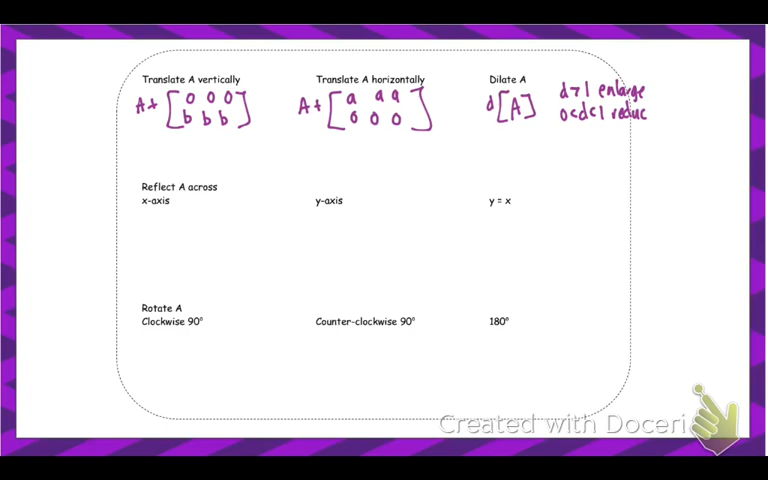 Translate A vertically Translate A horizontally Dilate A
A+ [0 0 0 A+ [a a a d[A] d>1 enlarge
b b b] 0 0 0] 0<d<1 reduc
Reflect A across
x-axis y-axis y = x
Rotate A
Clockwise 90° Counter-clockwise 90° 180°
Created with Doceri